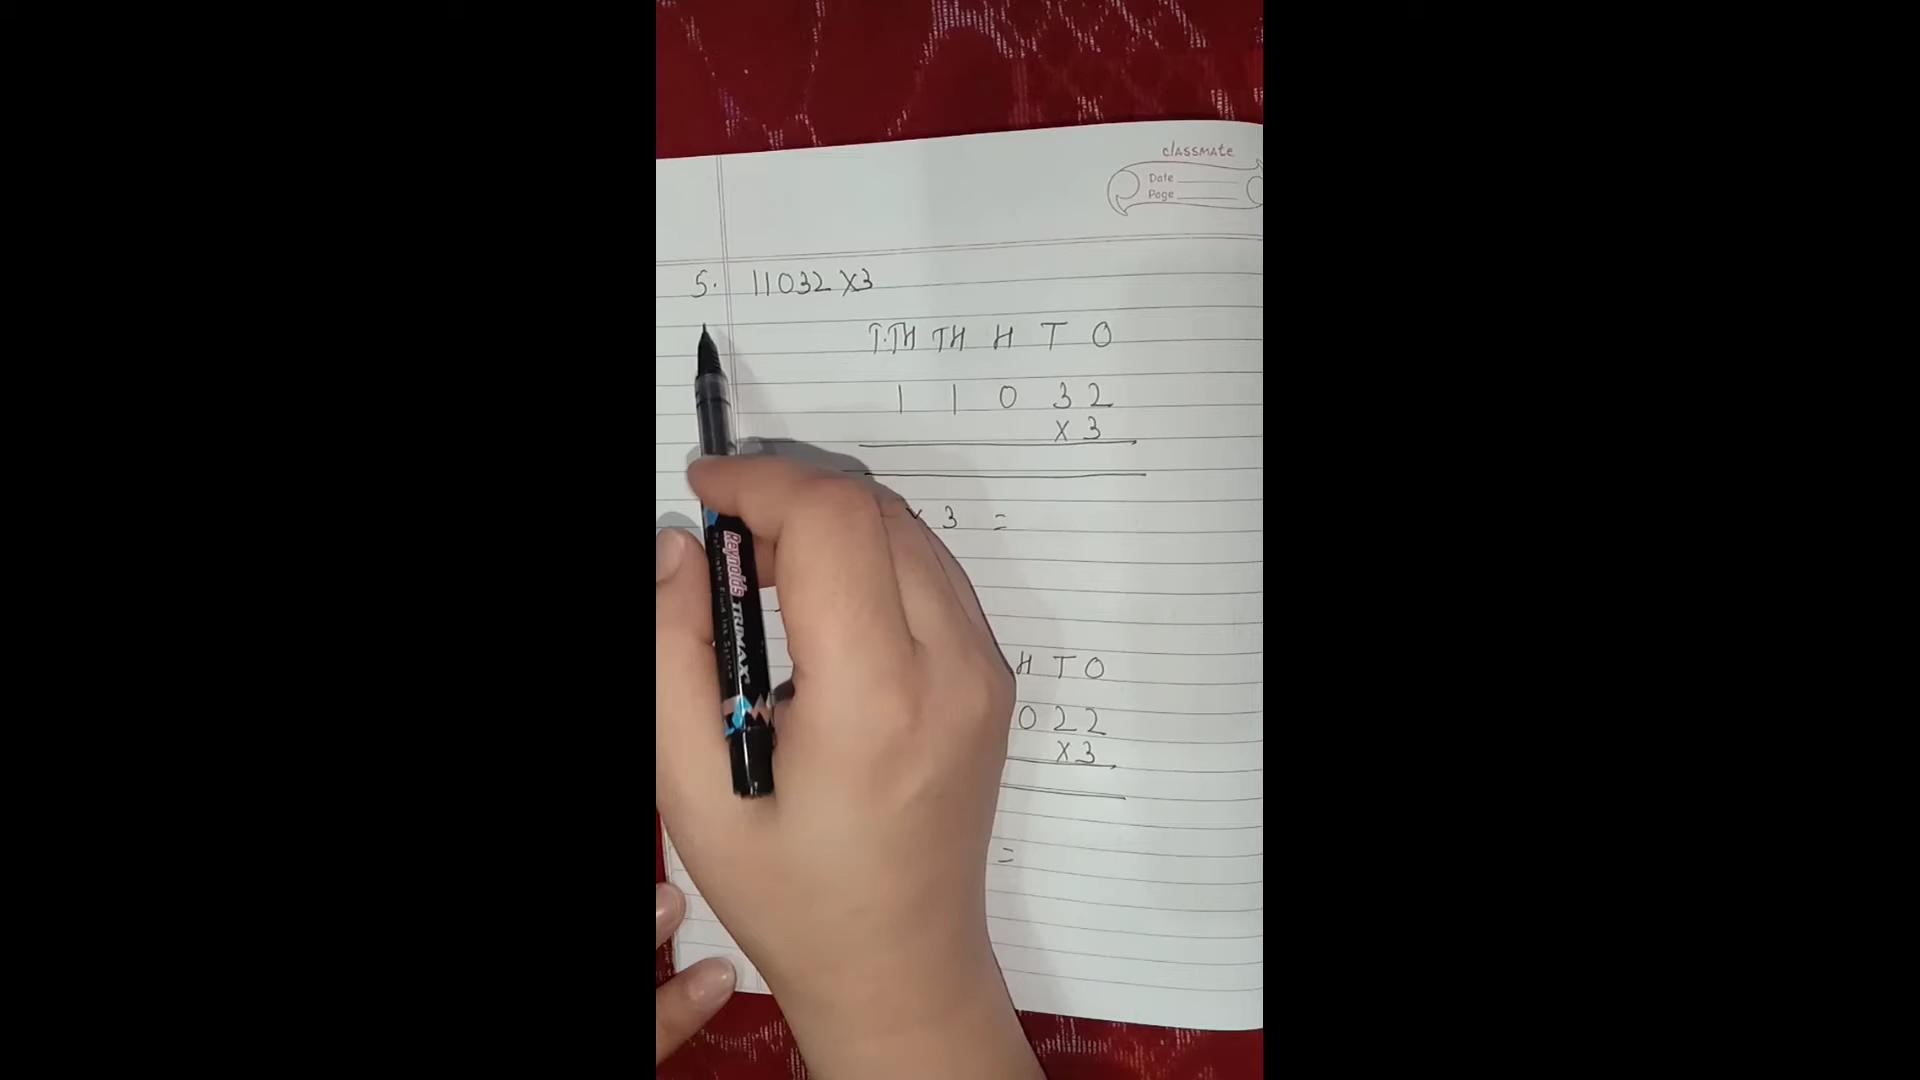 classmate
Date
Page
5. 11032 x3
T.TH TH H T O
1 1 0 3 2
x 3
x 3 =
H T O
0 2 2
x 3
=
Reynolds TRIMAX